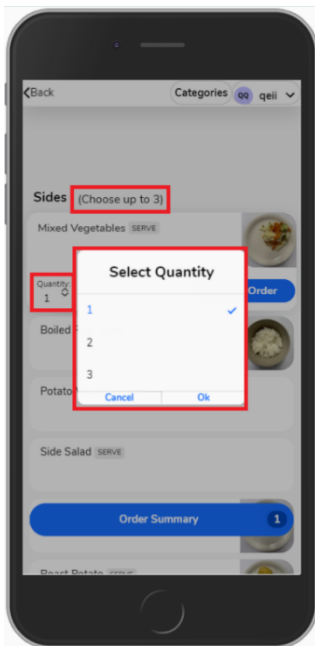 Back
Categories
qq
qeii
Sides (Choose up to 3)
Mixed Vegetables SERVE
Select Quantity
Quantity:
1
Order
1
Boiled
2
3
Potato
Cancel
Ok
Side Salad SERVE
Order Summary
1
Roast Potato SERVE